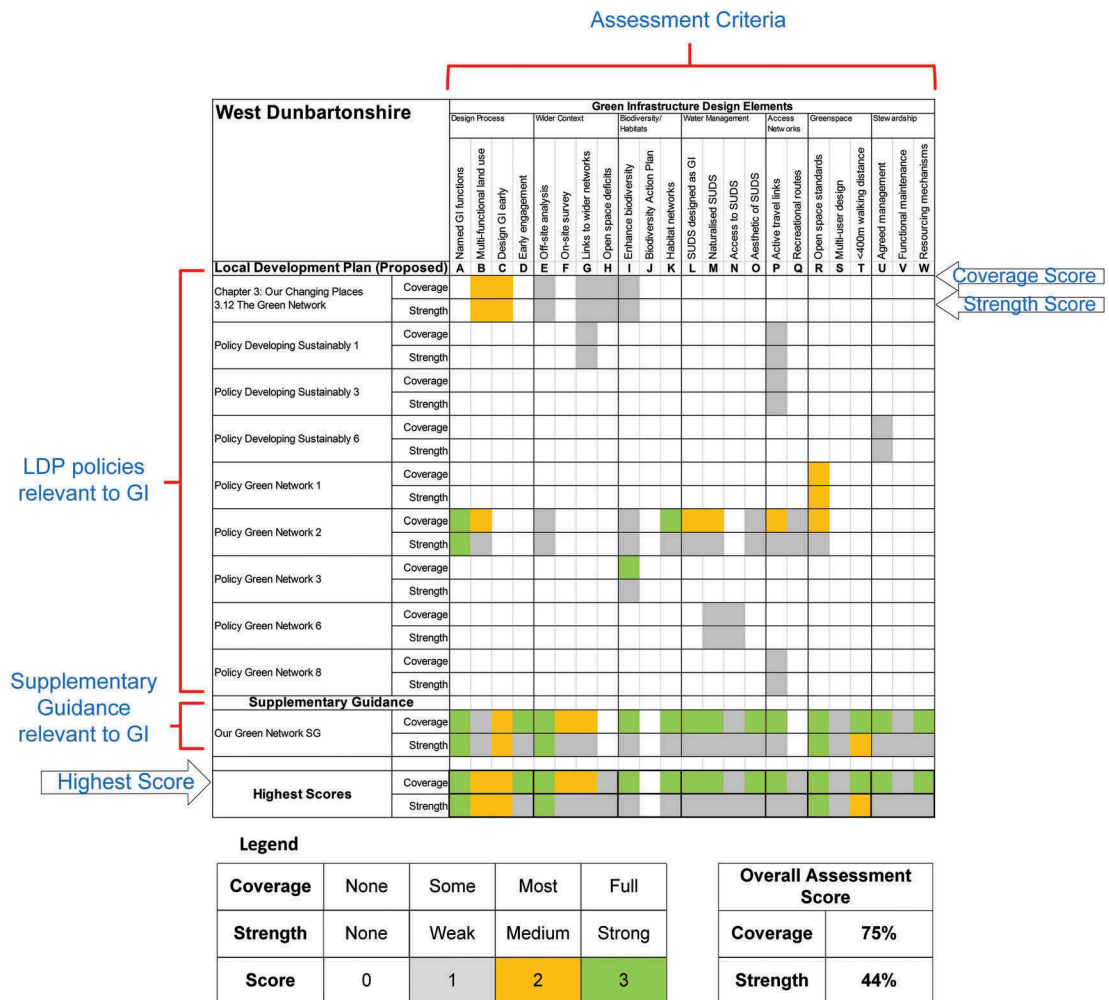 Assessment Criteria
West Dunbartonshire
Green Infrastructure Design Elements
Design Process
Wider Context
Biodiversity/
Habitats
Water Management
Access
Networks
Greenspace
Stewardship
Named GI functions
Multi-functional land use
Design GI early
Early engagement
Off-site analysis
On-site survey
Links to wider networks
Open space deficits
Enhance biodiversity
Biodiversity Action Plan
Habitat networks
SUDS designed as GI
Naturalised SUDS
Access to SUDS
Aesthetic of SUDS
Active travel links
Recreational routes
Open space standards
Multi-user design
<400m walking distance
Agreed management
Functional maintenance
Resourcing mechanisms
Local Development Plan (Proposed) A B C D E F G H I J K L M N O P Q R S T U V W
Coverage Score
Strength Score
Chapter 3: Our Changing Places
3.12 The Green Network
Coverage
Strength
Policy Developing Sustainably 1
Coverage
Strength
Policy Developing Sustainably 3
Coverage
Strength
Policy Developing Sustainably 6
Coverage
Strength
LDP policies
relevant to GI
Policy Green Network 1
Coverage
Strength
Policy Green Network 2
Coverage
Strength
Policy Green Network 3
Coverage
Strength
Policy Green Network 6
Coverage
Strength
Policy Green Network 8
Coverage
Strength
Supplementary
Guidance
relevant to GI
Supplementary Guidance
Our Green Network SG
Coverage
Strength
Highest Score
Highest Scores
Coverage
Strength
Legend
Coverage None Some Most Full
Strength None Weak Medium Strong
Score 0 1 2 3
Overall Assessment
Score
Coverage 75%
Strength 44%